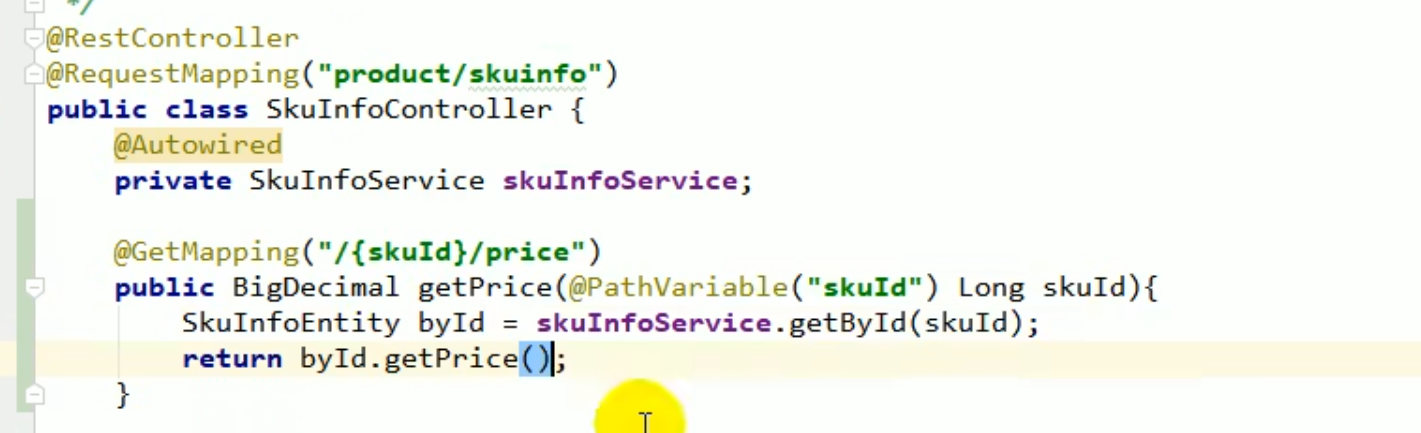 */
@RestController
@RequestMapping("product/skuinfo")
public class SkuInfoController {
@Autowired
private SkuInfoService skuInfoService;
@GetMapping("/{skuId}/price")
public BigDecimal getPrice(@PathVariable("skuId") Long skuId){
SkuInfoEntity byId = skuInfoService.getById(skuId);
return byId.getPrice();
}